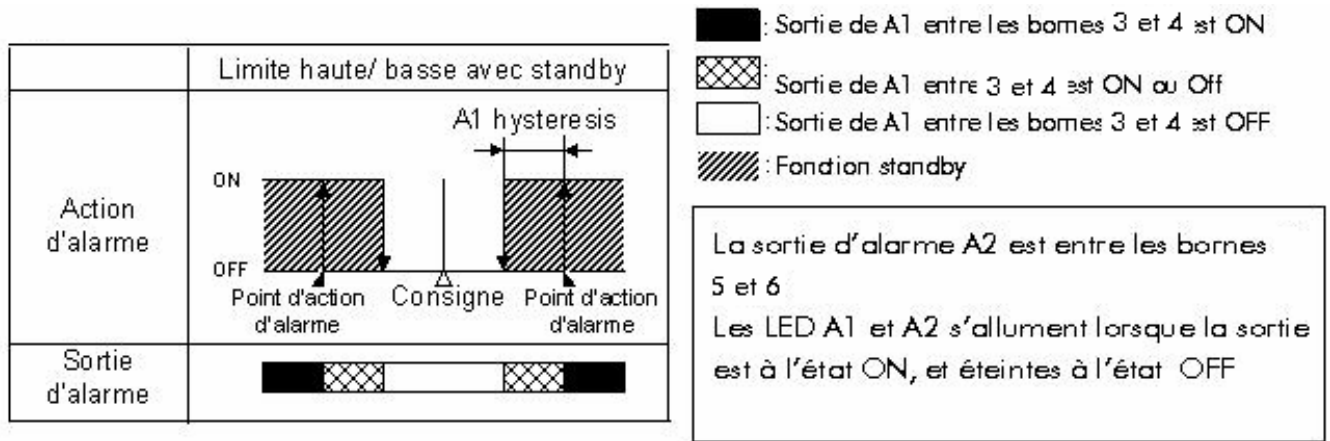 Limite haute/ basse avec standby
Action
d'alarme
A1 hysteresis
ON
OFF
Point d'action
d'alarme
Consigne
Point d'action
d'alarme
Sortie
d'alarme
: Sortie de A1 entre les bornes 3 et 4 est ON
: Sortie de A1 entre 3 et 4 est ON ou Off
: Sortie de A1 entre les bornes 3 et 4 est OFF
: Fonction standby
La sortie d'alarme A2 est entre les bornes
5 et 6
Les LED A1 et A2 s'allument lorsque la sortie
est à l'état ON, et éteintes à l'état OFF